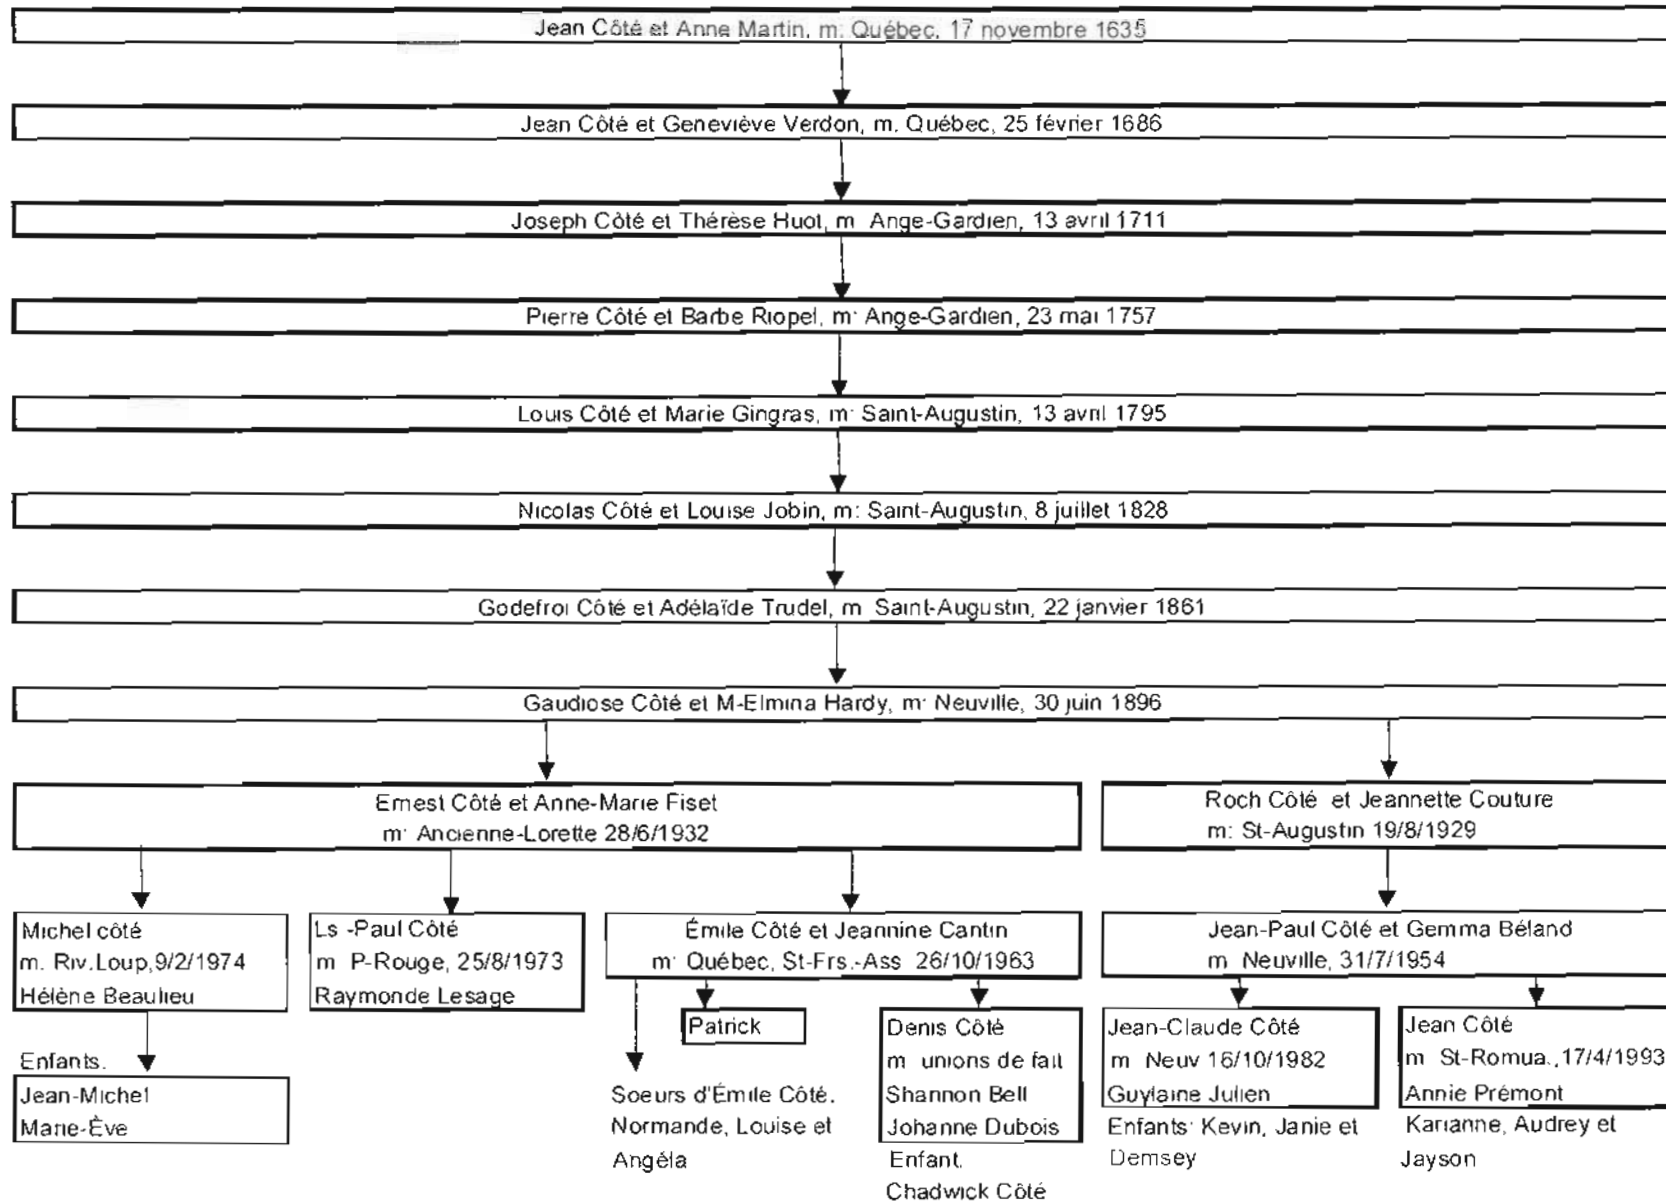 Jean Côté et Anne Martin, m: Québec, 17 novembre 1635
Jean Côté et Geneviève Verdon, m. Québec, 25 février 1686
Joseph Côté et Thérèse Huot, m Ange-Gardien, 13 avril 1711
Pierre Côté et Barbe Riopel, m: Ange-Gardien, 23 mai 1757
Louis Côté et Marie Gingras, m: Saint-Augustin, 13 avril 1795
Nicolas Côté et Louise Jobin, m: Saint-Augustin, 8 juillet 1828
Godefroi Côté et Adélaïde Trudel, m Saint-Augustin, 22 janvier 1861
Gaudiose Côté et M-Elmina Hardy, m: Neuville, 30 juin 1896
Ernest Côté et Anne-Marie Fiset
m: Ancienne-Lorette 28/6/1932
Roch Côté et Jeannette Couture
m: St-Augustin 19/8/1929
Michel côté
m. Riv.Loup,9/2/1974
Hélène Beaulieu
Ls -Paul Côté
m P-Rouge, 25/8/1973
Raymonde Lesage
Émile Côté et Jeannine Cantin
m: Québec, St-Frs.-Ass 26/10/1963
Jean-Paul Côté et Gemma Béland
m Neuville, 31/7/1954
Enfants.
Jean-Michel
Marie-Ève
Soeurs d'Émile Côté.
Normande, Louise et
Angéla
Patrick
Denis Côté
m unions de fait
Shannon Bell
Johanne Dubois
Enfant.
Chadwick Côté
Jean-Claude Côté
m Neuv 16/10/1982
Guylaine Julien
Enfants: Kevin, Janie et
Demsey
Jean Côté
m St-Romua.,17/4/1993
Annie Prémont
Karianne, Audrey et
Jayson